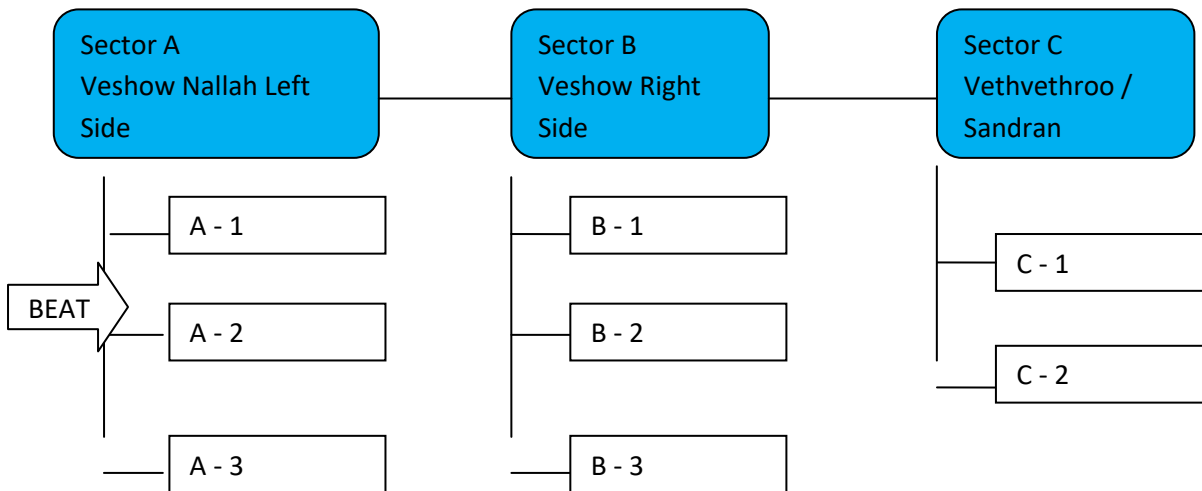 Sector A
Veshow Nallah Left
Side
Sector B
Veshow Right
Side
Sector C
Vethvethroo /
Sandran
A - 1
B - 1
C - 1
BEAT
A - 2
B - 2
C - 2
A - 3
B - 3